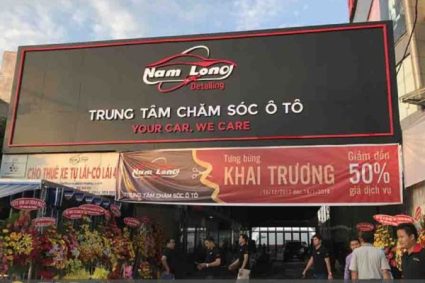 Nam Long
Detailing
TRUNG TÂM CHĂM SÓC Ô TÔ
YOUR CAR. WE CARE
CHO THUÊ XE TỰ LÁI-CÓ LÁI
Nam Long
TRUNG TÂM CHĂM SÓC Ô TÔ
Tưng bừng
KHAI TRƯƠNG
Giảm đến
50%
giá dịch vụ